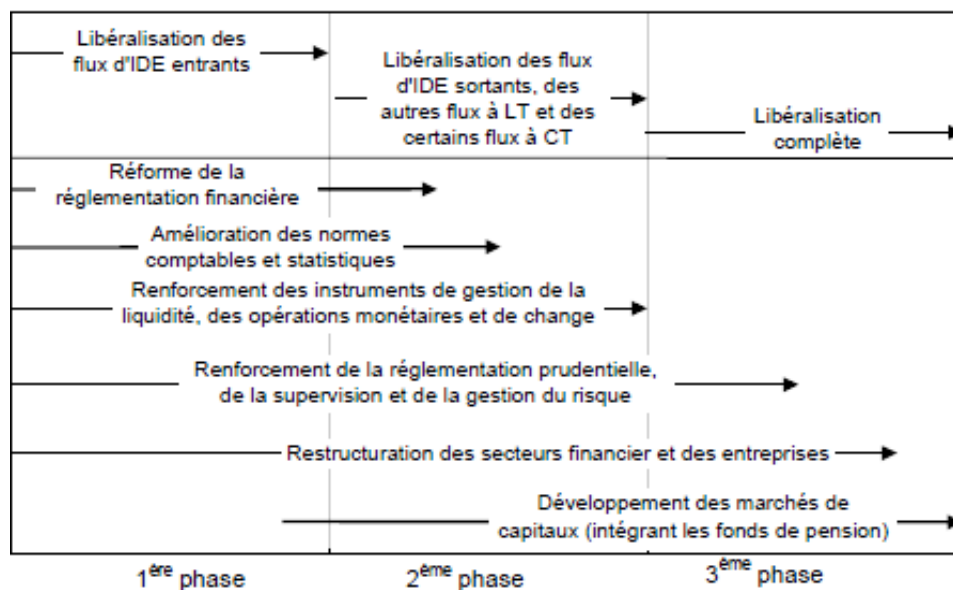 Libéralisation des
flux d'IDE entrants
Libéralisation des flux
d'IDE sortants, des
autres flux à LT et des
certains flux à CT
Libéralisation
complète
Réforme de la
réglementation financière
Amélioration des normes
comptables et statistiques
Renforcement des instruments de gestion de la
liquidité, des opérations monétaires et de change
Renforcement de la réglementation prudentielle,
de la supervision et de la gestion du risque
Restructuration des secteurs financier et des entreprises
Développement des marchés de
capitaux (intégrant les fonds de pension)
1ère phase
2ème phase
3ème phase